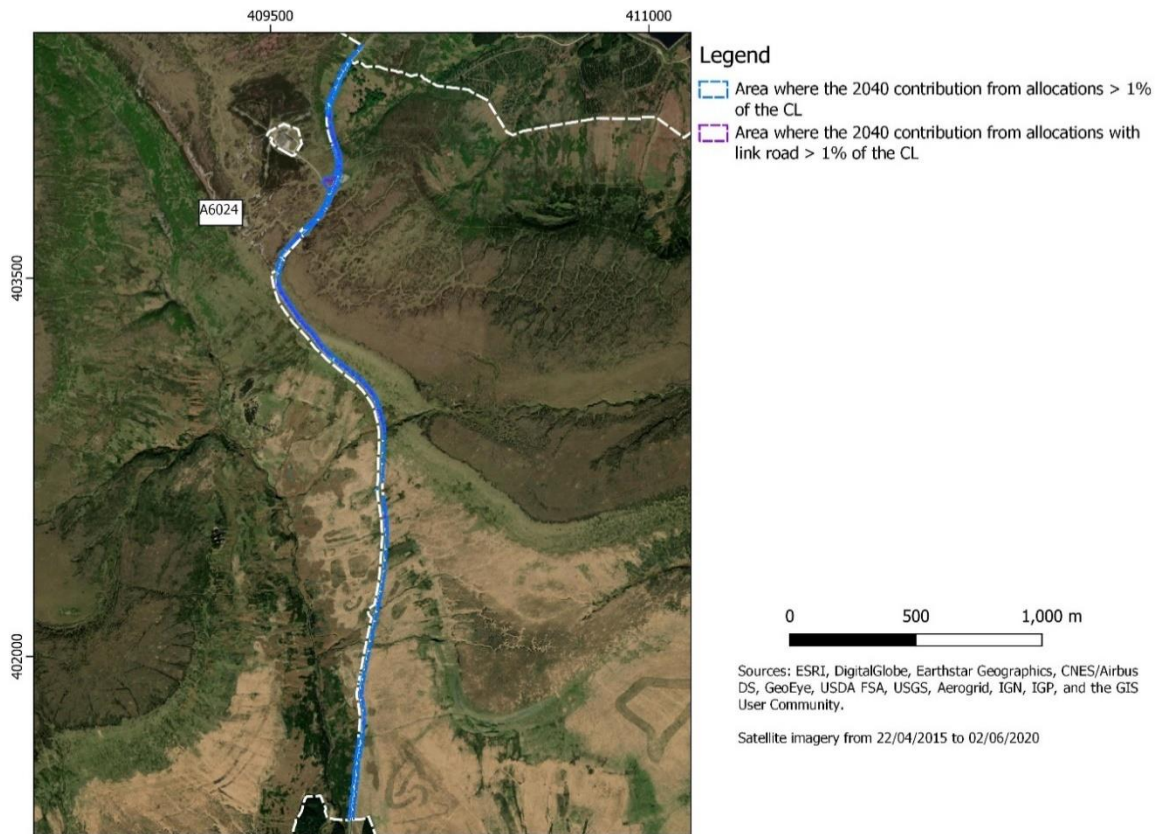 409500
411000
Legend
Area where the 2040 contribution from allocations > 1%
of the CL
Area where the 2040 contribution from allocations with
link road > 1% of the CL
A6024
403500
402000
0 500 1,000 m
Sources: ESRI, DigitalGlobe, Earthstar Geographics, CNES/Airbus
DS, GeoEye, USDA FSA, USGS, Aerogrid, IGN, IGP, and the GIS
User Community.
Satellite imagery from 22/04/2015 to 02/06/2020